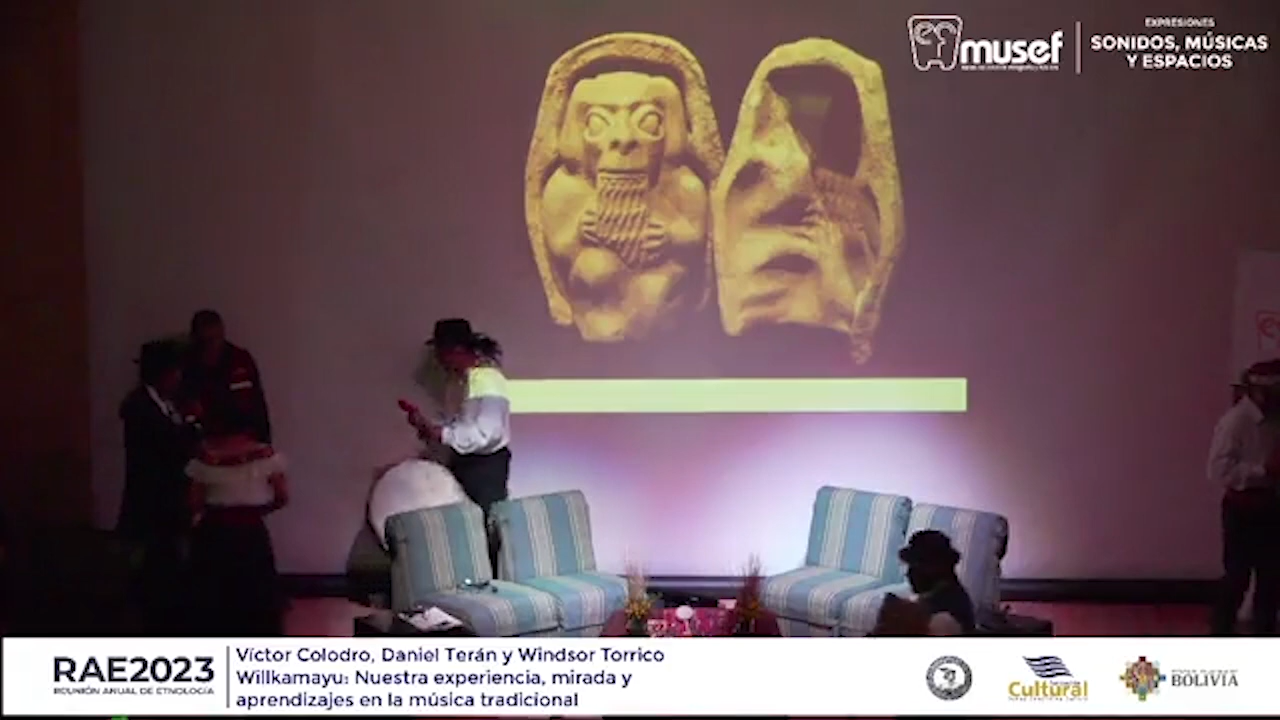 musef
EXPRESIONES
SONIDOS, MÚSICAS
Y ESPACIOS
RAE2023
REUNIÓN ANUAL DE ETNOLOGÍA
Víctor Colodro, Daniel Terán y Windsor Torrico
Willkamayu: Nuestra experiencia, mirada y
aprendizajes en la música tradicional
Cultural
BOLIVIA